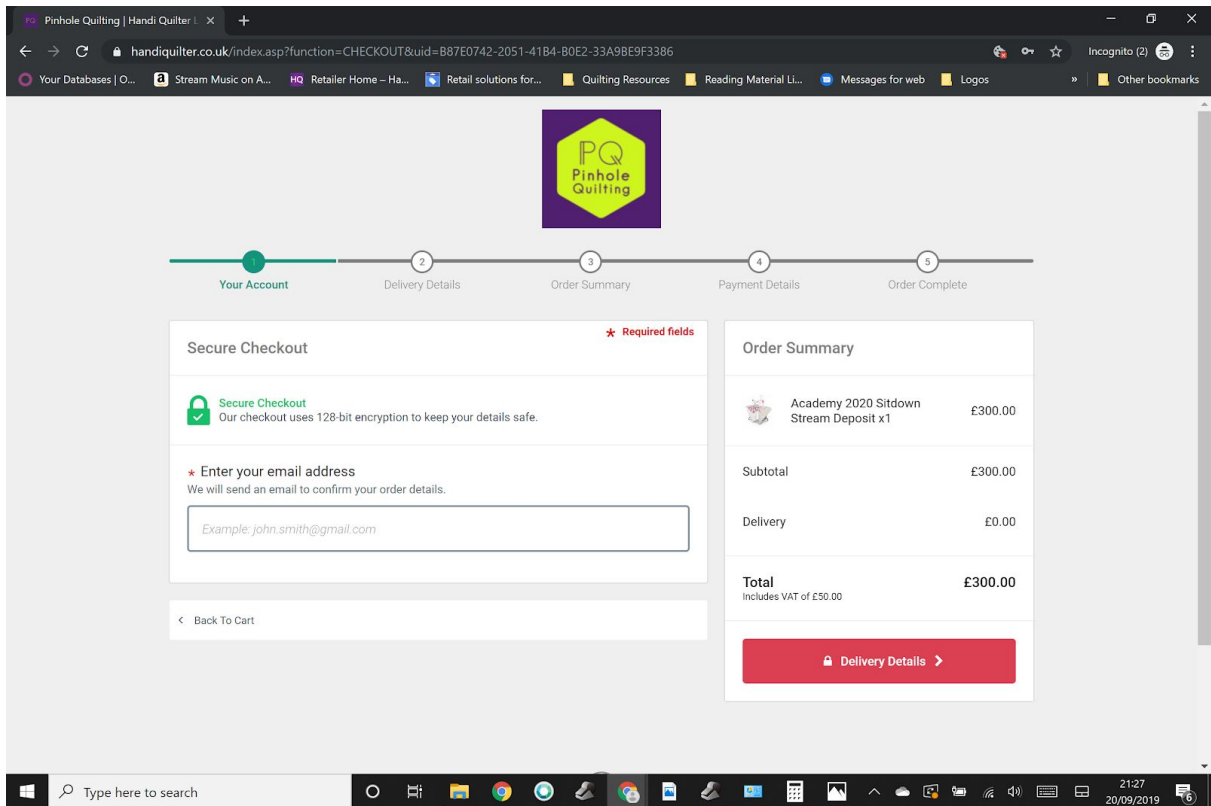 PQ Pinhole Quilting | Handi Quilter L
handiquilter.co.uk/index.asp?function=CHECKOUT&uid=B87E0742-2051-41B4-B0E2-33A9BE9F3386
Incognito (2)
Your Databases | O...
a Stream Music on A...
HQ Retailer Home – Ha...
Retail solutions for...
Quilting Resources
Reading Material Li...
Messages for web
Logos
»
Other bookmarks
PQ
Pinhole
Quilting
1
2
3
4
5
Your Account
Delivery Details
Order Summary
Payment Details
Order Complete
Secure Checkout
* Required fields
Secure Checkout
Our checkout uses 128-bit encryption to keep your details safe.
* Enter your email address
We will send an email to confirm your order details.
Example: john.smith@gmail.com
< Back To Cart
Order Summary
Academy 2020 Sitdown
Stream Deposit x1
£300.00
Subtotal £300.00
Delivery £0.00
Total £300.00
Includes VAT of £50.00
Delivery Details
Type here to search
21:27
20/09/2019
6